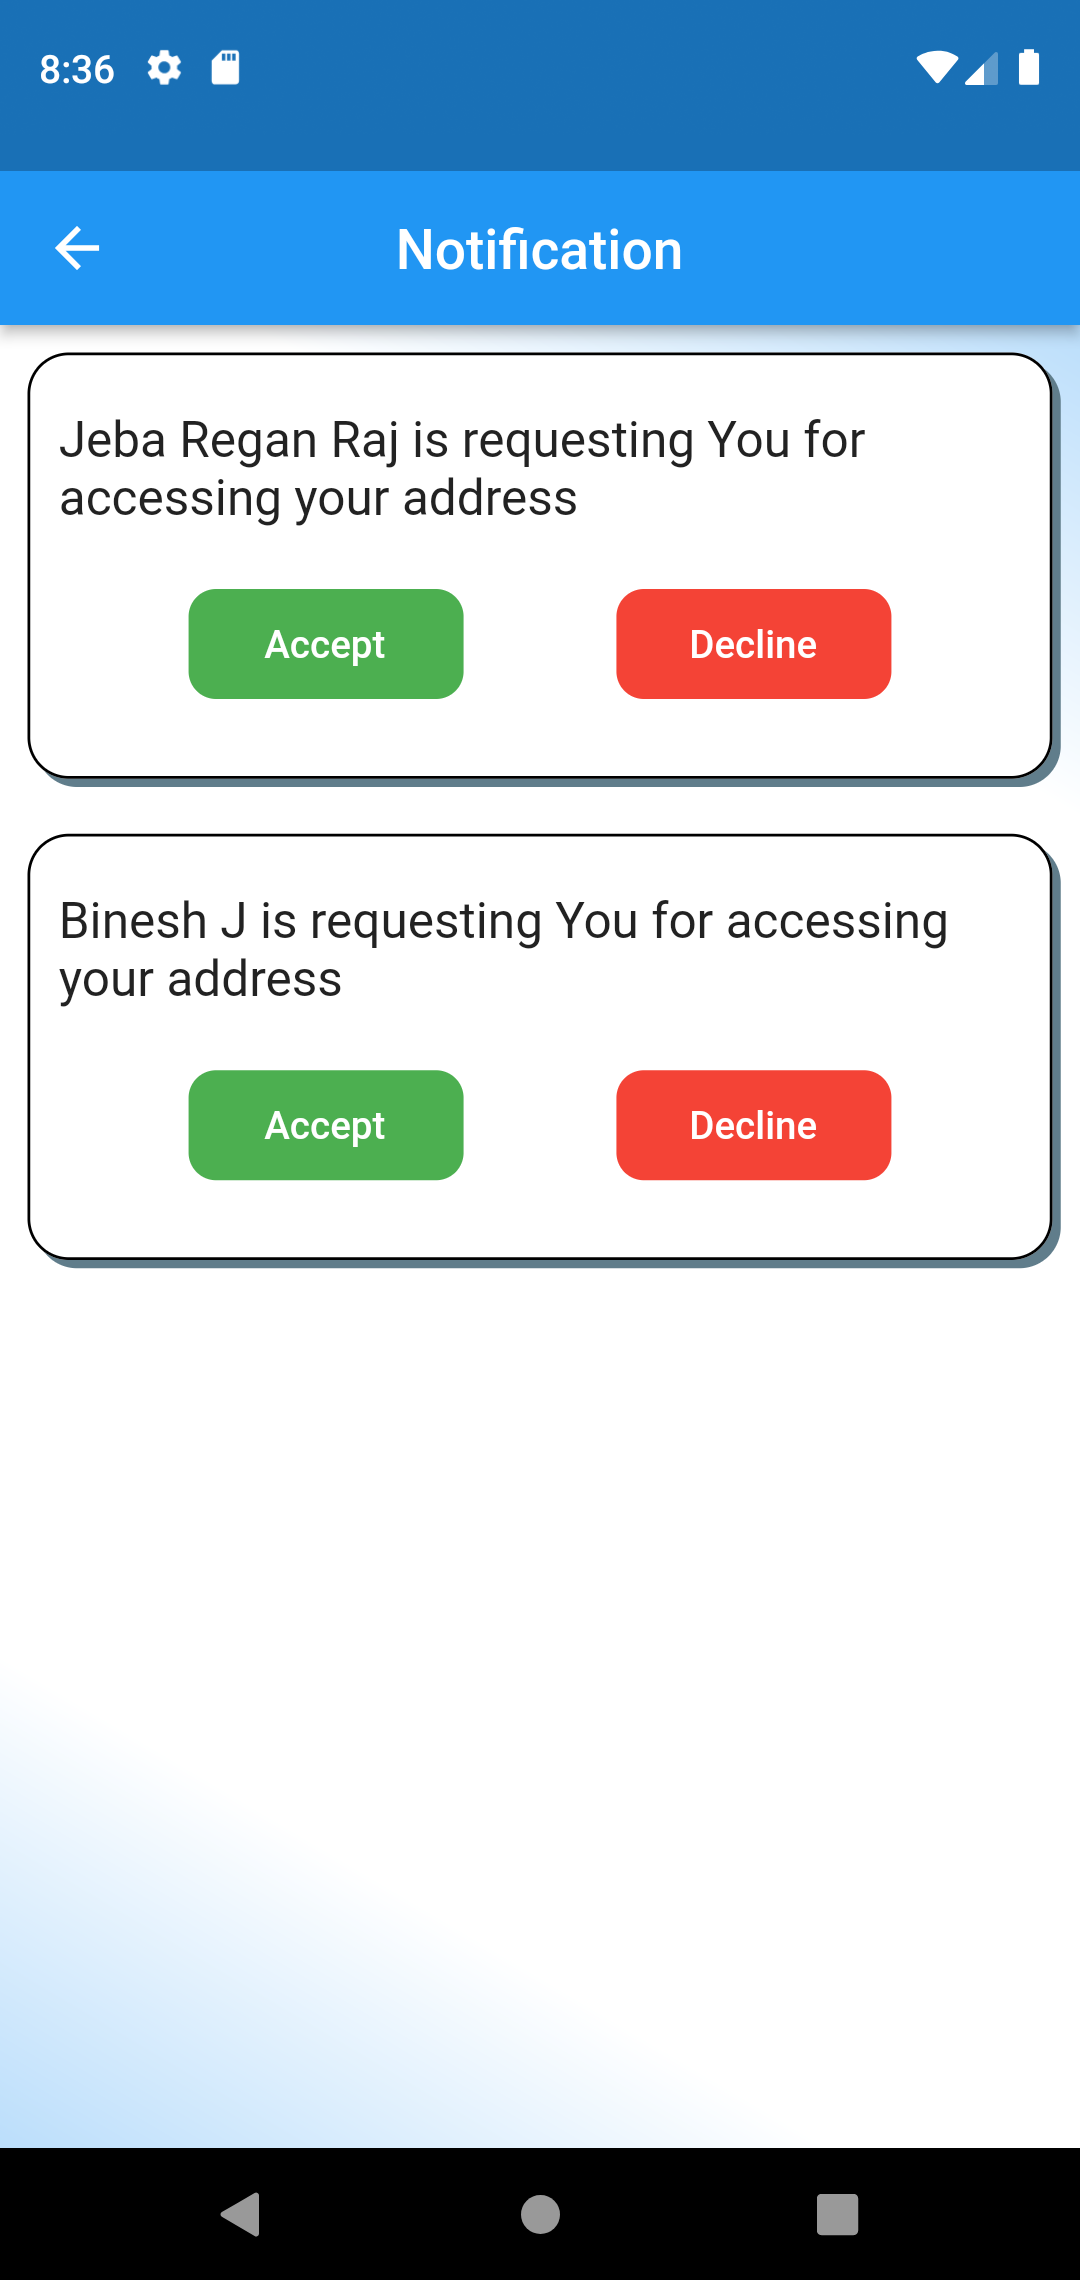 8:36
Notification
Jeba Regan Raj is requesting You for
accessing your address
Accept
Decline
Binesh J is requesting You for accessing
your address
Accept
Decline